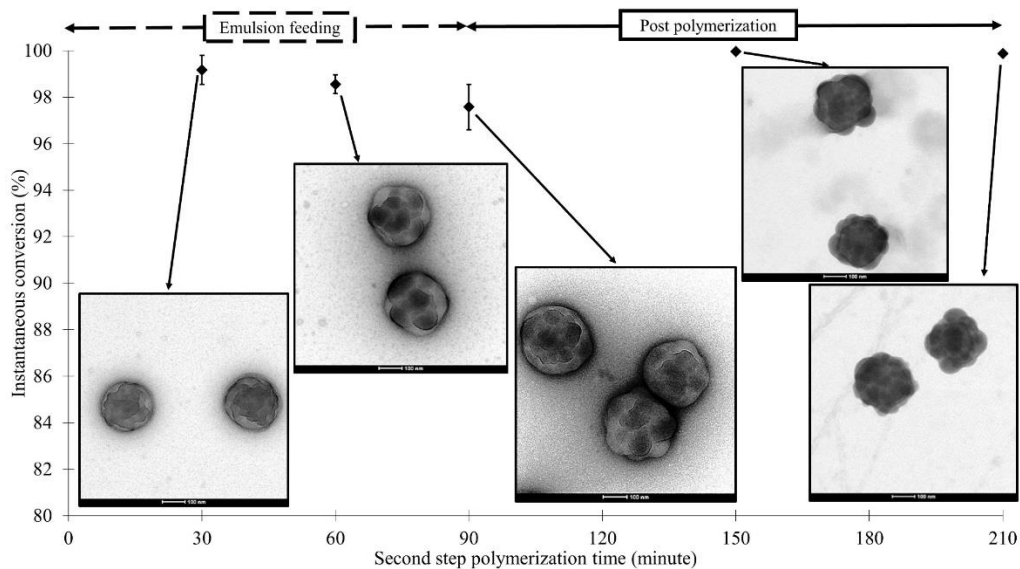 Emulsion feeding
Post polymerization
Instantaneous conversion (%)
100
98
96
94
92
90
88
86
84
82
80
100 nm
100 nm
100 nm
100 nm
100 nm
0
30
60
90
120
150
180
210
Second step polymerization time (minute)